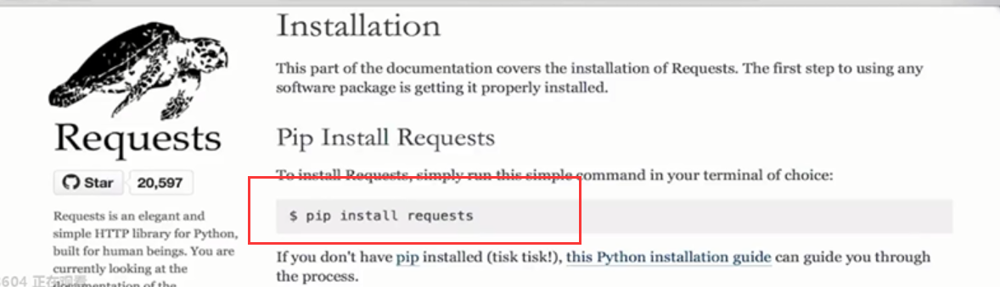 Installation
This part of the documentation covers the installation of Requests. The first step to using any
software package is getting it properly installed.
Requests
Pip Install Requests
Star 20,597
To install Requests, simply run this simple command in your terminal of choice:
$ pip install requests
Requests is an elegant and
simple HTTP library for Python,
built for human beings. You are
currently looking at the
documentation of the
If you don't have pip installed (tisk tisk!), this Python installation guide can guide you through
the process.
604 正在观看